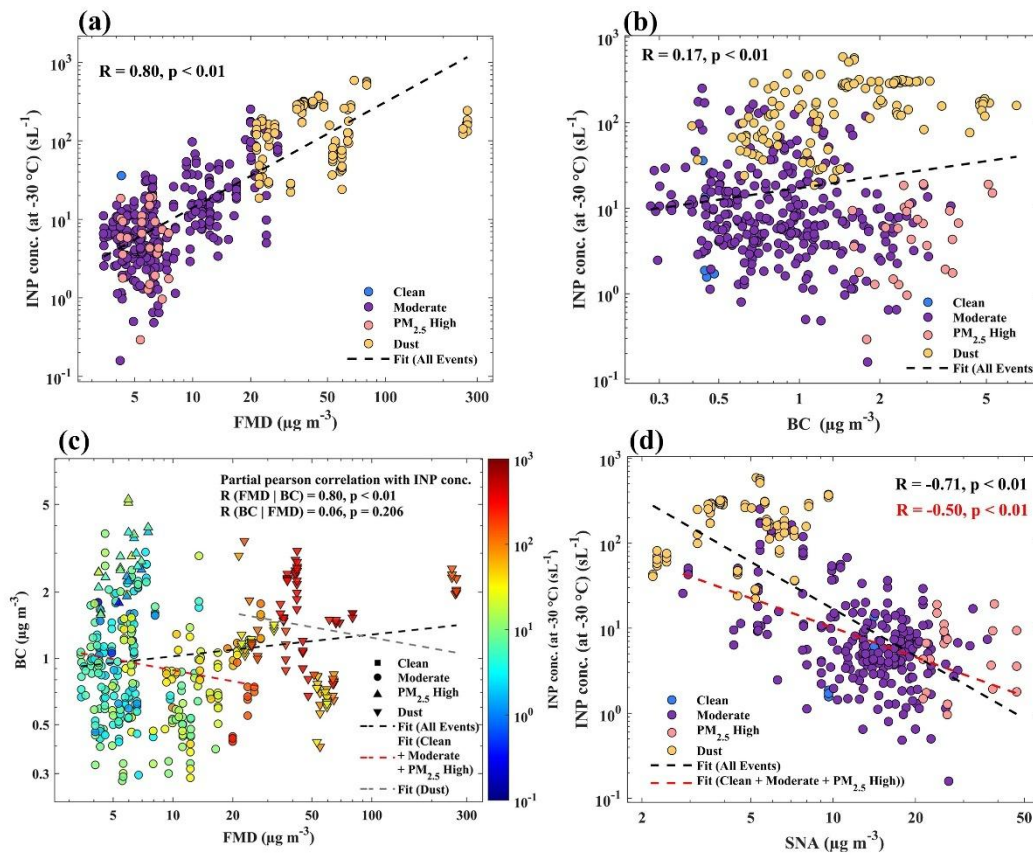 (a)
R = 0.80, p < 0.01
INP conc. (at -30 °C) (sL⁻¹)
10³
10²
10¹
10⁰
10⁻¹
Clean
Moderate
PM₂.₅ High
Dust
Fit (All Events)
5 10 20 50 100 300
FMD (µg m⁻³)
(b)
R = 0.17, p < 0.01
INP conc. (at -30 °C) (sL⁻¹)
10³
10²
10¹
10⁰
10⁻¹
Clean
Moderate
PM₂.₅ High
Dust
Fit (All Events)
0.3 0.5 1 2 5
BC (µg m⁻³)
(c)
Partial pearson correlation with INP conc.
R (FMD | BC) = 0.80, p < 0.01
R (BC | FMD) = 0.06, p = 0.206
BC (µg m⁻³)
5
2
1
0.5
0.3
Clean
Moderate
PM₂.₅ High
Dust
Fit (All Events)
Fit (Clean
+ Moderate
+ PM₂.₅ High)
Fit (Dust)
5 10 20 50 100 300
FMD (µg m⁻³)
10³
10²
10¹
10⁰
10⁻¹
INP conc. (at -30 °C) (sL⁻¹)
(d)
R = -0.71, p < 0.01
R = -0.50, p < 0.01
INP conc. (at -30 °C) (sL⁻¹)
10³
10²
10¹
10⁰
10⁻¹
Clean
Moderate
PM₂.₅ High
Dust
Fit (All Events)
Fit (Clean + Moderate + PM₂.₅ High))
2 5 10 20 50
SNA (µg m⁻³)